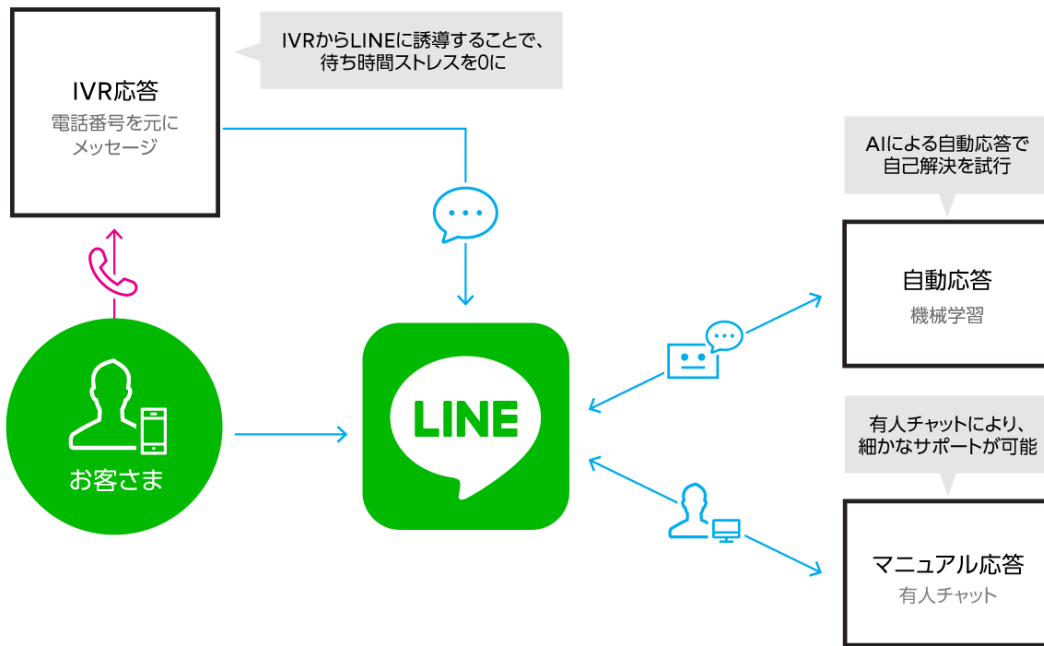 IVR応答
電話番号を元に
メッセージ
IVRからLINEに誘導することで、
待ち時間ストレスを0に
お客さま
LINE
AIによる自動応答で
自己解決を試行
自動応答
機械学習
有人チャットにより、
細かなサポートが可能
マニュアル応答
有人チャット